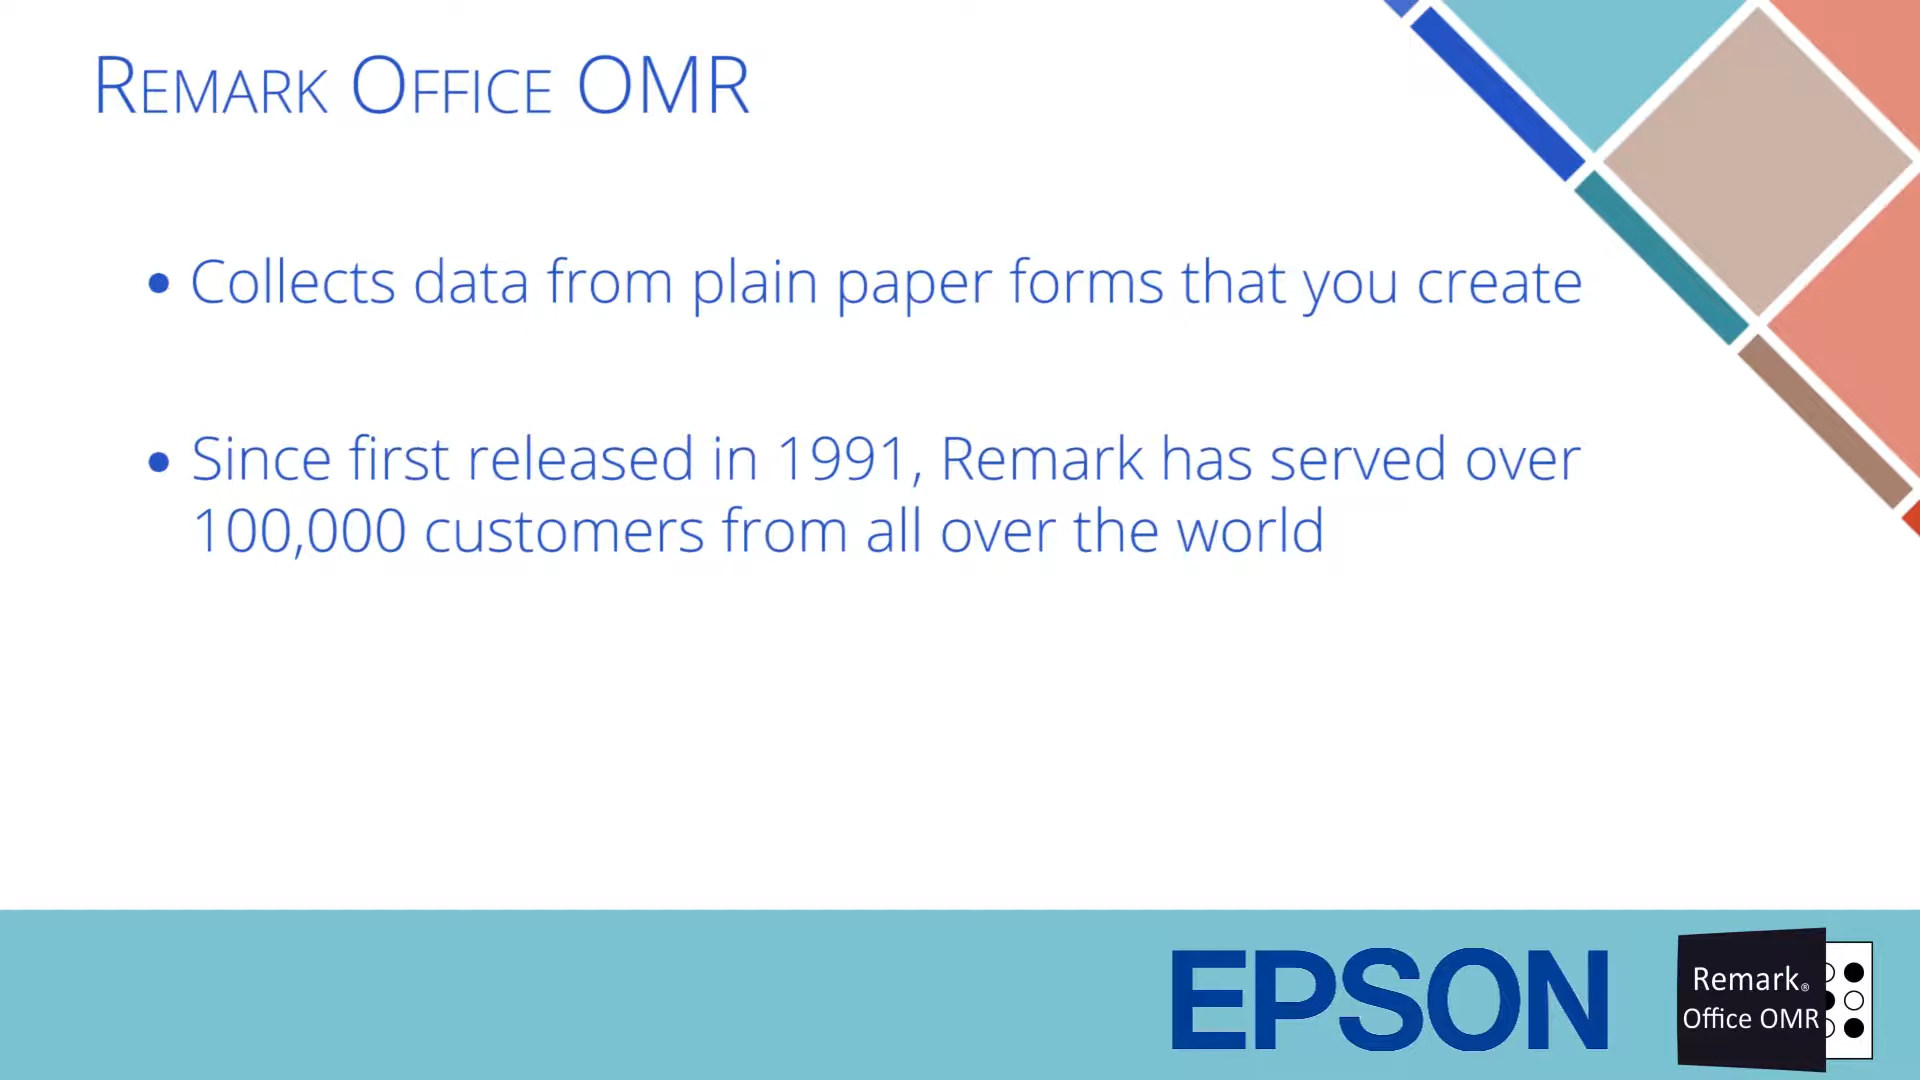 Remark Office OMR
• Collects data from plain paper forms that you create
• Since first released in 1991, Remark has served over
100,000 customers from all over the world
EPSON
Remark®
Office OMR